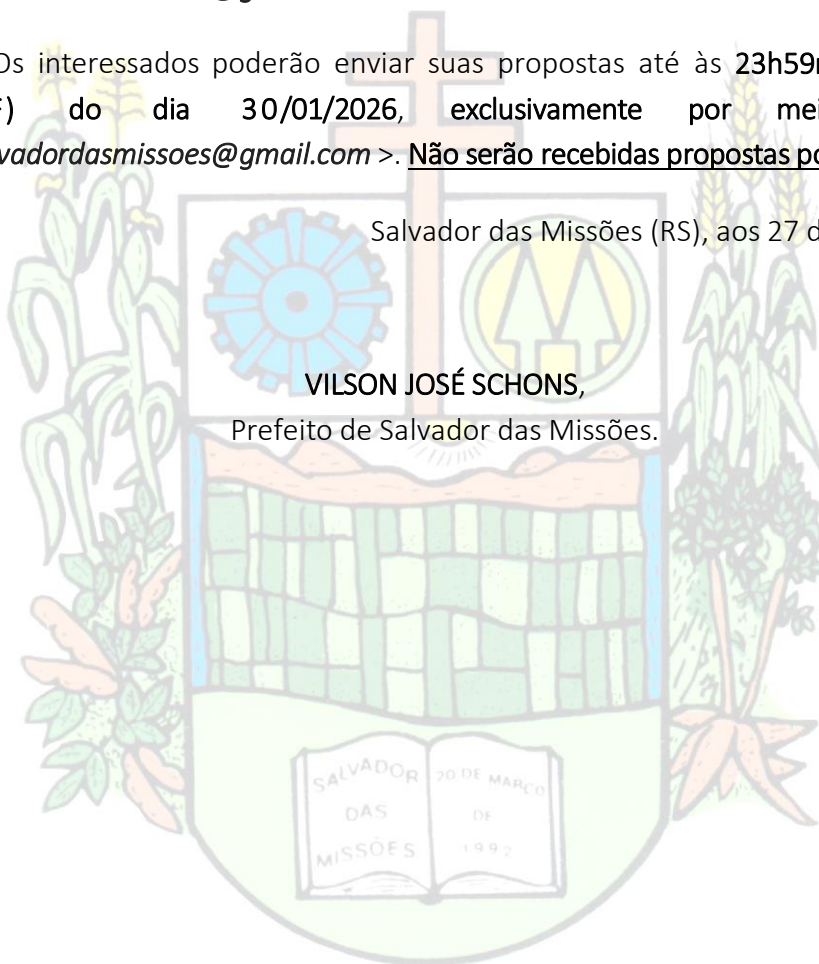 Os interessados poderão enviar suas propostas até às 23h59
) do dia 30/01/2026, exclusivamente por
vadordasmissoes@gmail.com >. Não serão recebidas propostas
Salvador das Missões (RS), aos 27
VILSON JOSÉ SCHONS,
Prefeito de Salvador das Missões.
SALVADOR
DAS
MISSÕES
20 DE MARÇO
DE
1992